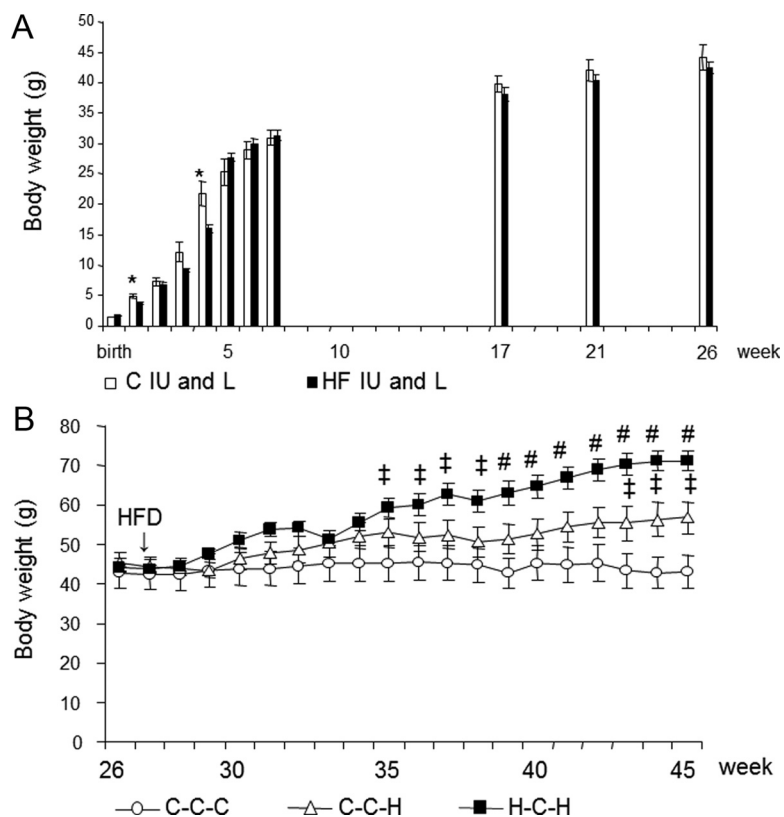 A
Body weight (g)
50
45
40
35
30
25
20
15
10
5
0
*
*
birth 5 10 17 21 26 week
C IU and L HF IU and L
B
Body weight (g)
80
70
60
50
40
30
20
10
0
HFD
↓
‡ ‡ ‡ ‡ # # # # # # #
‡ ‡ ‡
26 30 35 40 45 week
C-C-C C-C-H H-C-H